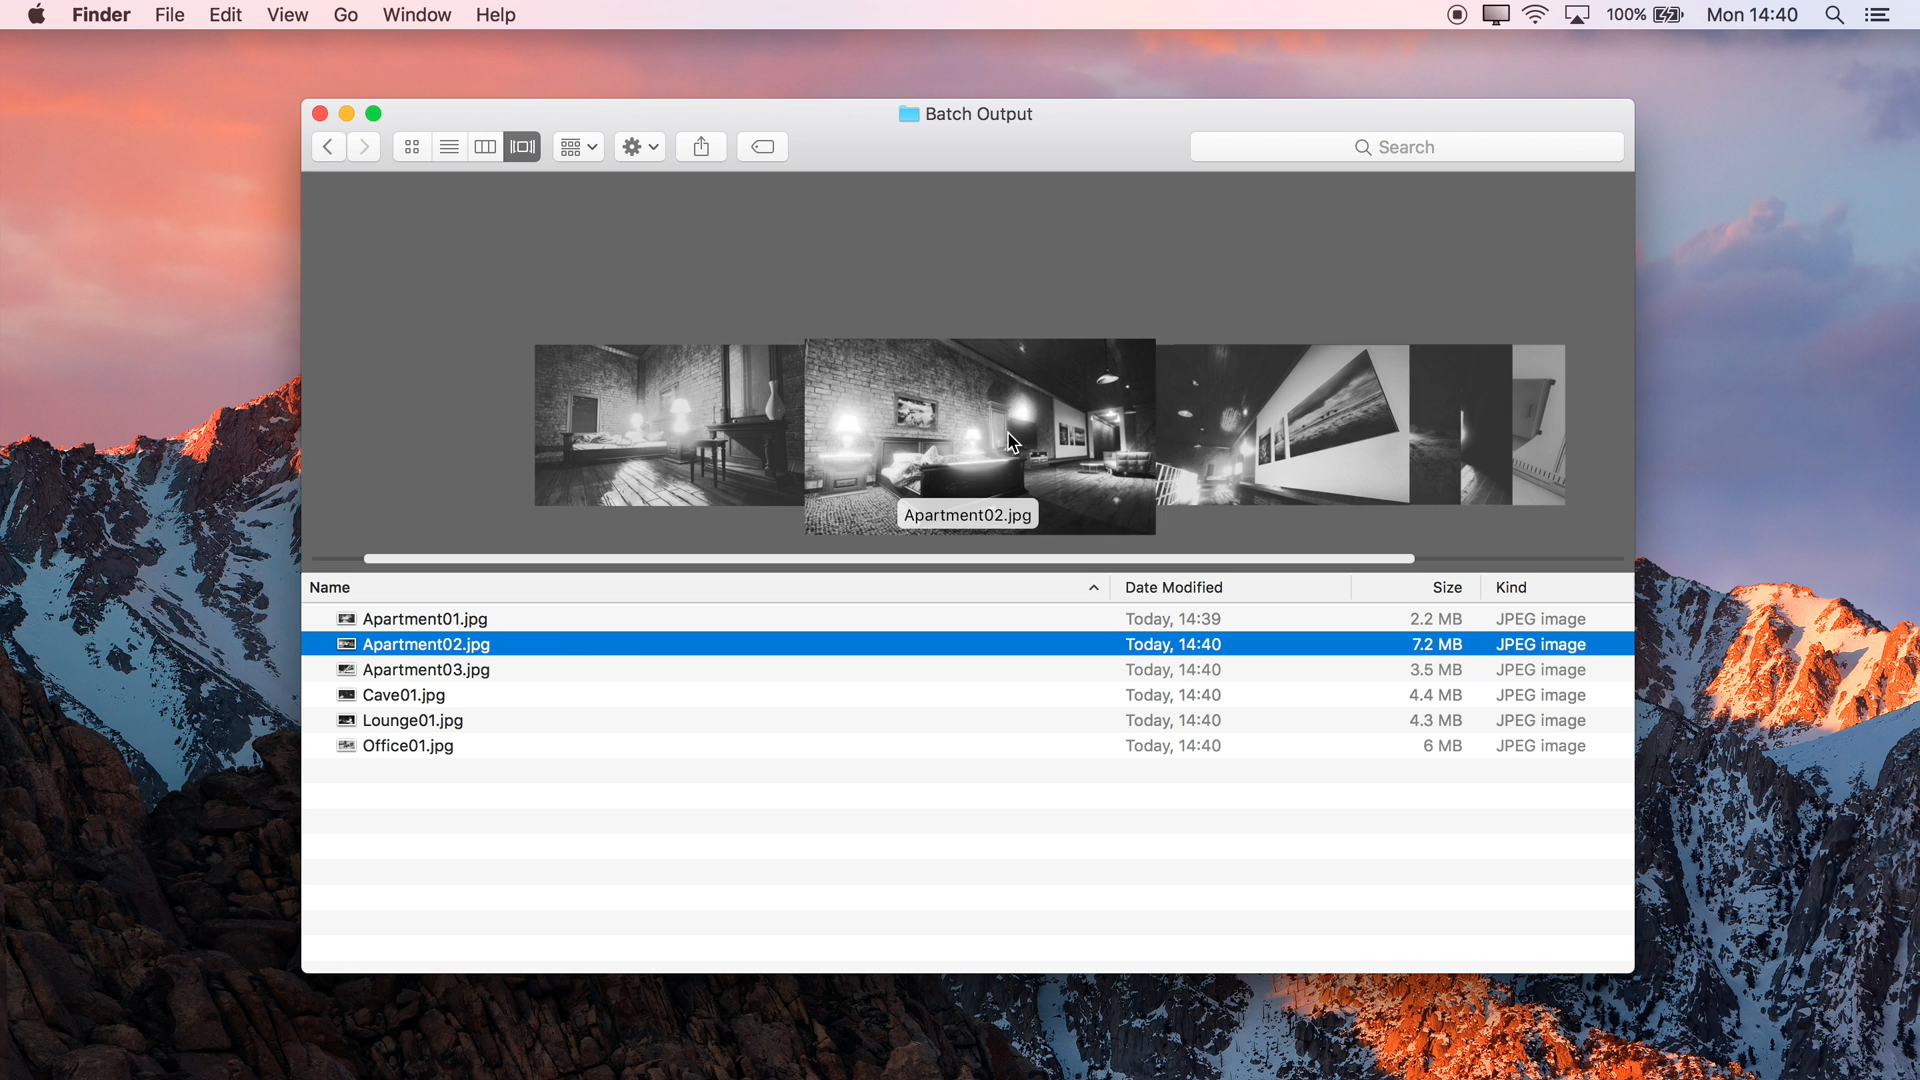 Finder File Edit View Go Window Help 100% Mon 14:40
Batch Output
Search
Apartment02.jpg
Name Date Modified Size Kind
Apartment01.jpg Today, 14:39 2.2 MB JPEG image
Apartment02.jpg Today, 14:40 7.2 MB JPEG image
Apartment03.jpg Today, 14:40 3.5 MB JPEG image
Cave01.jpg Today, 14:40 4.4 MB JPEG image
Lounge01.jpg Today, 14:40 4.3 MB JPEG image
Office01.jpg Today, 14:40 6 MB JPEG image